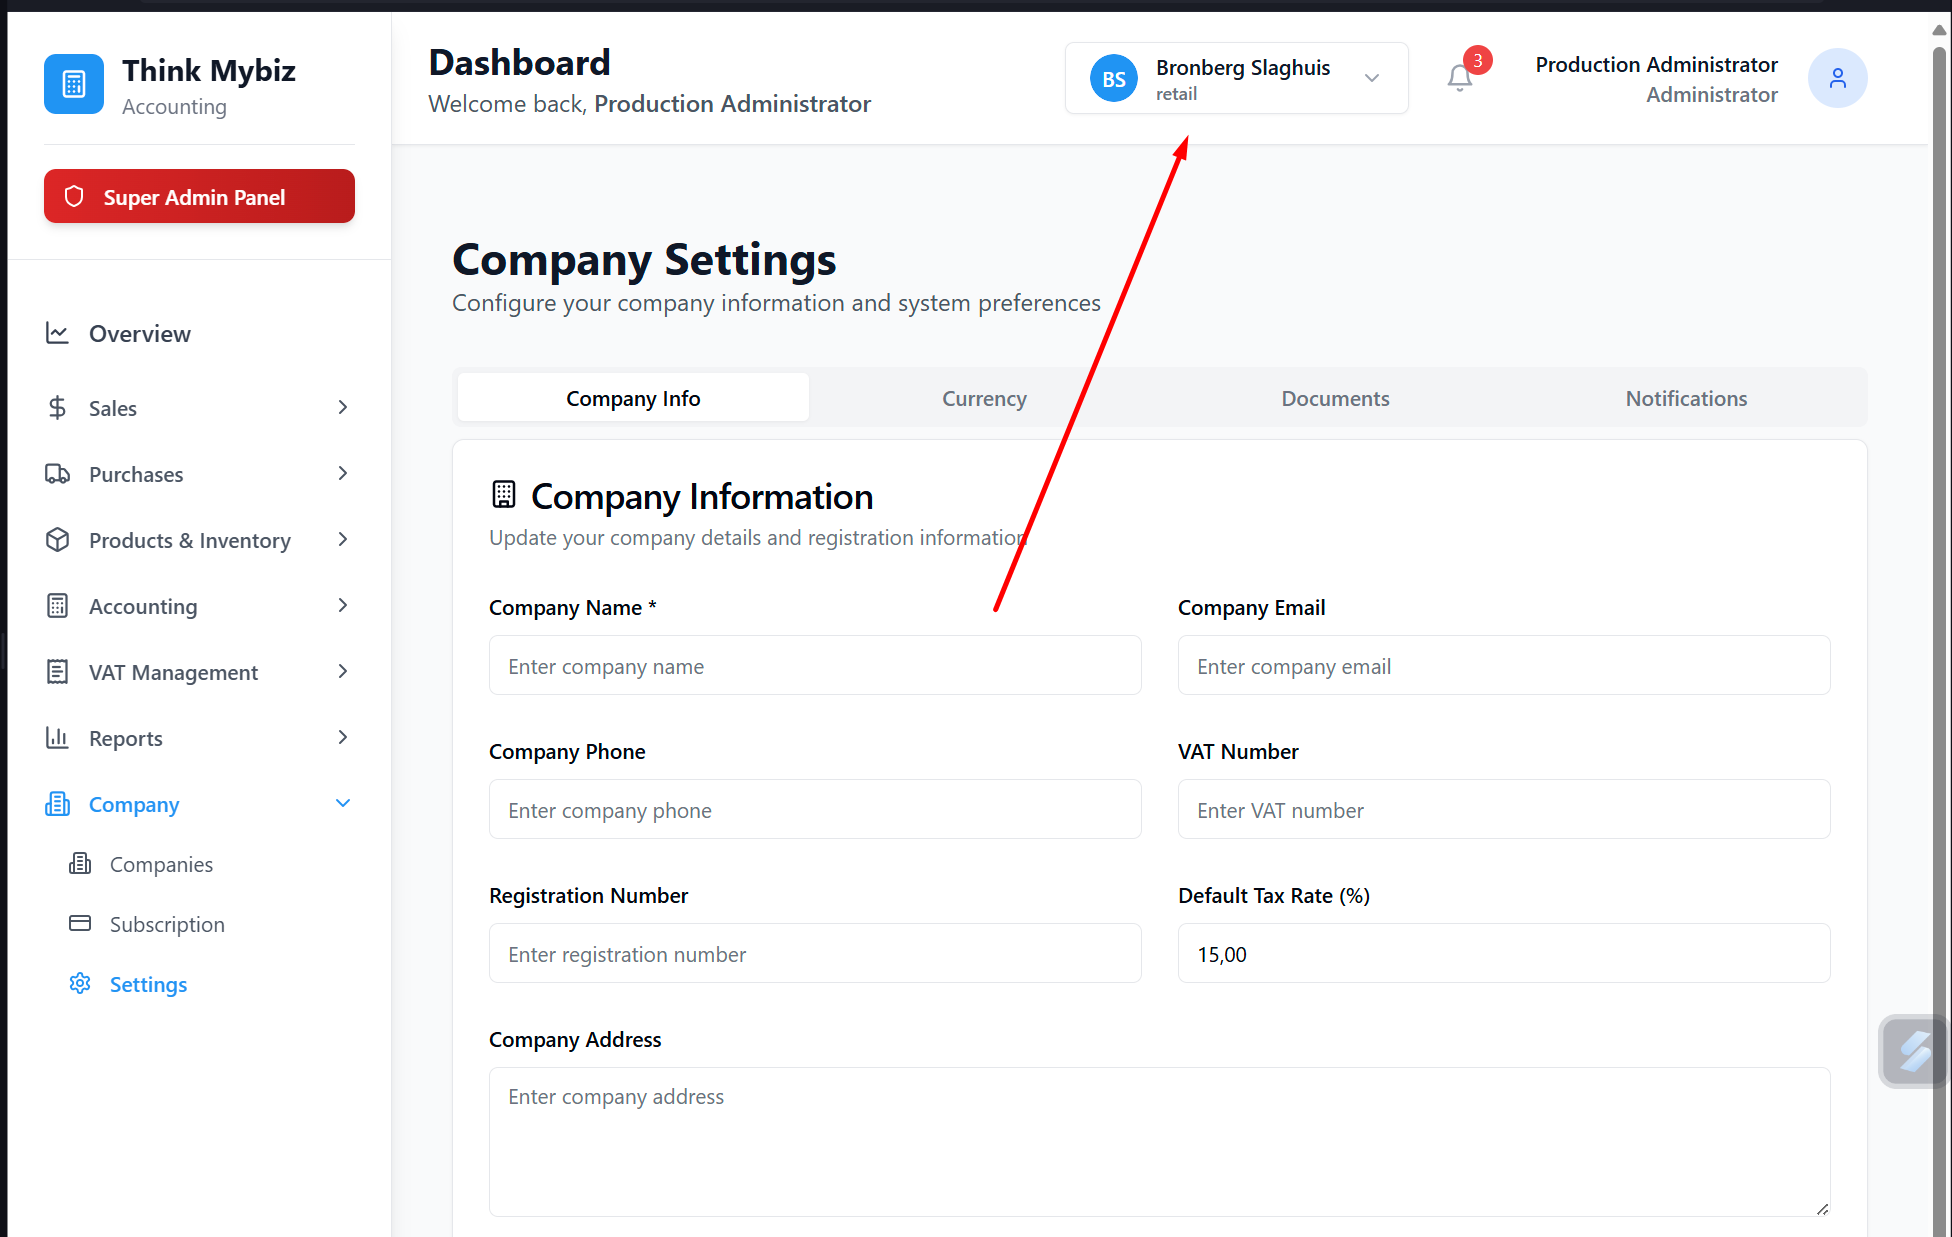 Think Mybiz
Accounting
Super Admin Panel
Overview
Sales
Purchases
Products & Inventory
Accounting
VAT Management
Reports
Company
Companies
Subscription
Settings
Dashboard
Welcome back, Production Administrator
BS
Bronberg Slaghuis
retail
3
Production Administrator
Administrator
Company Settings
Configure your company information and system preferences
Company Info
Currency
Documents
Notifications
Company Information
Update your company details and registration information
Company Name *
Enter company name
Company Email
Enter company email
Company Phone
Enter company phone
VAT Number
Enter VAT number
Registration Number
Enter registration number
Default Tax Rate (%)
15,00
Company Address
Enter company address